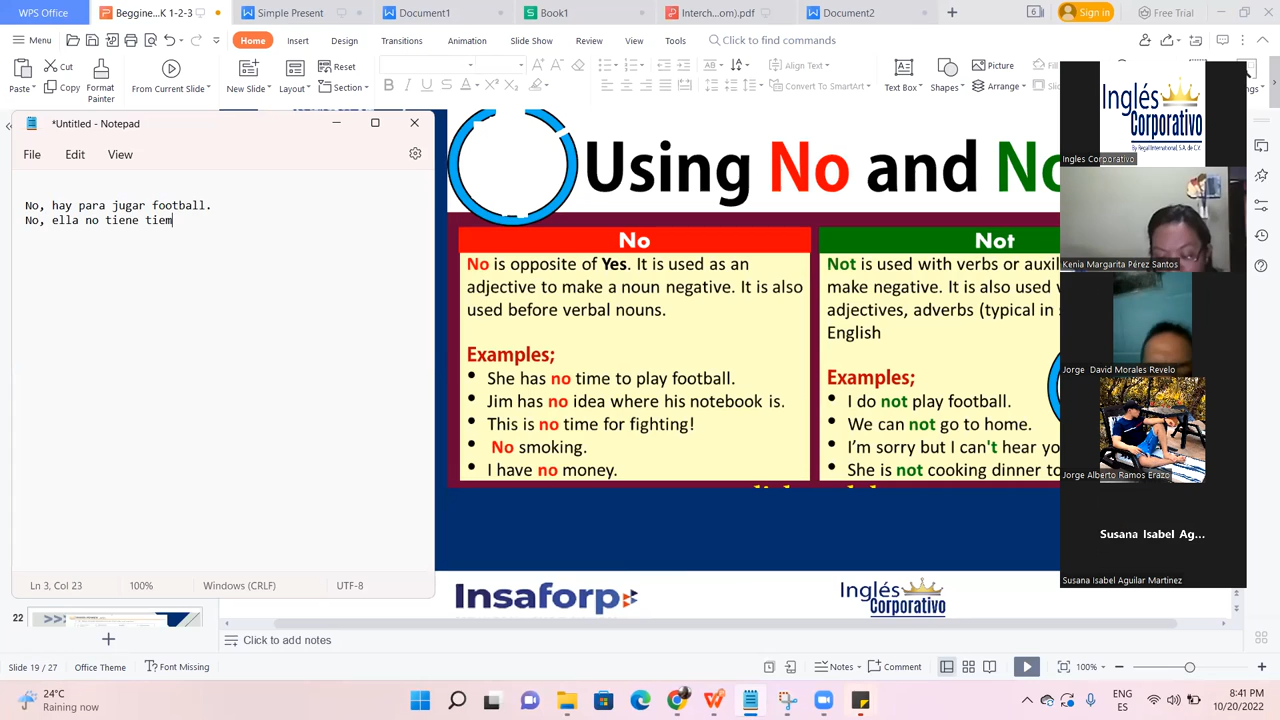 WPS Office
Simple Present...
Beggine... K 1-2-3
Document1
Book1
Interchan...om).pdf
Document2
Sign in
Menu
Home
Insert
Design
Transitions
Animation
Slide Show
Review
View
Tools
Click to find commands
Cut
Copy
Format Painter
Reset
Align Text
Convert To SmartArt
Text Box
Shapes
Picture
Arrange
*Untitled - Notepad
File
Edit
View
No, hay para jugar football.
No, ella no tiene tiem
Ln 3, Col 23
100%
Windows (CRLF)
UTF-8
Using No and No
No
No is opposite of Yes. It is used as an
adjective to make a noun negative. It is also
used before verbal nouns.
Examples;
• She has no time to play football.
• Jim has no idea where his notebook is.
• This is no time for fighting!
• No smoking.
• I have no money.
Not
Not is used with verbs or auxil
make negative. It is also used
adjectives, adverbs (typical in
English
Examples;
• I do not play football.
• We can not go to home.
• I'm sorry but I can't hear yo
• She is not cooking dinner to
Insaforp
Inglés
Corporativo
Inglés
Corporativo
By Regal International, S.A. de C.V.
Ingles Corporativo
Kenia Margarita Pérez Santos
Jorge David Morales Revelo
Jorge Alberto Ramos Erazo
Susana Isabel Ag...
Susana Isabel Aguilar Martinez
22
Click to add notes
Slide 19 / 27
Office Theme
Font Missing
Notes
Comment
100%
24°C
Raining now
ENG
ES
8:41 PM
10/20/2022